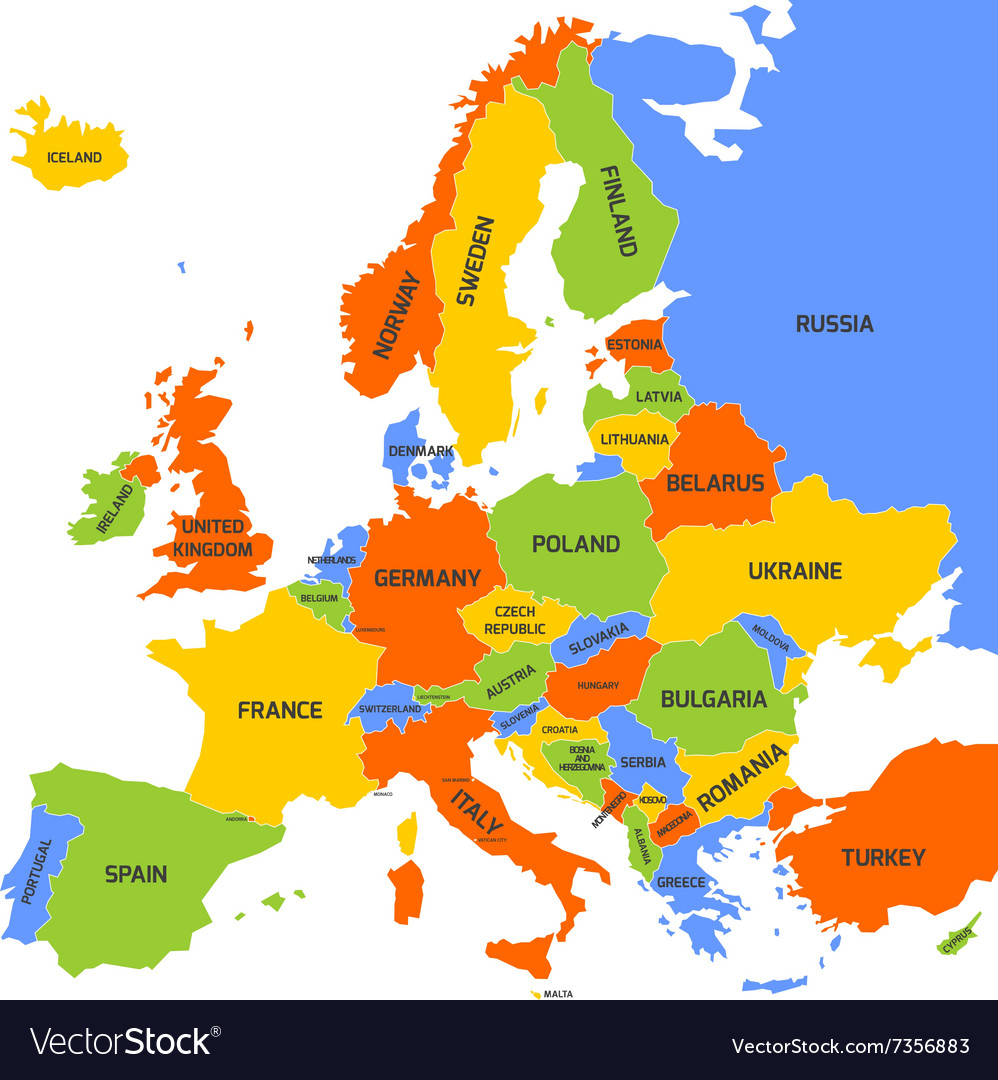 ICELAND
FINLAND
SWEDEN
NORWAY
RUSSIA
ESTONIA
LATVIA
LITHUANIA
DENMARK
BELARUS
IRELAND
UNITED
KINGDOM
POLAND
NETHERLANDS
GERMANY
UKRAINE
BELGIUM
CZECH
REPUBLIC
LUXEMBOURG
SLOVAKIA
MOLDOVA
AUSTRIA
HUNGARY
LIECHTENSTEIN
BULGARIA
FRANCE
SWITZERLAND
SLOVENIA
CROATIA
BOSNIA
AND
HERZEGOVINA
SERBIA
ROMANIA
SAN MARINO
MONACO
ITALY
MONTENEGRO
KOSOVO
MACEDONIA
ANDORRA
VATICAN CITY
ALBANIA
TURKEY
PORTUGAL
SPAIN
GREECE
CYPRUS
MALTA
VectorStock®
VectorStock.com/7356883